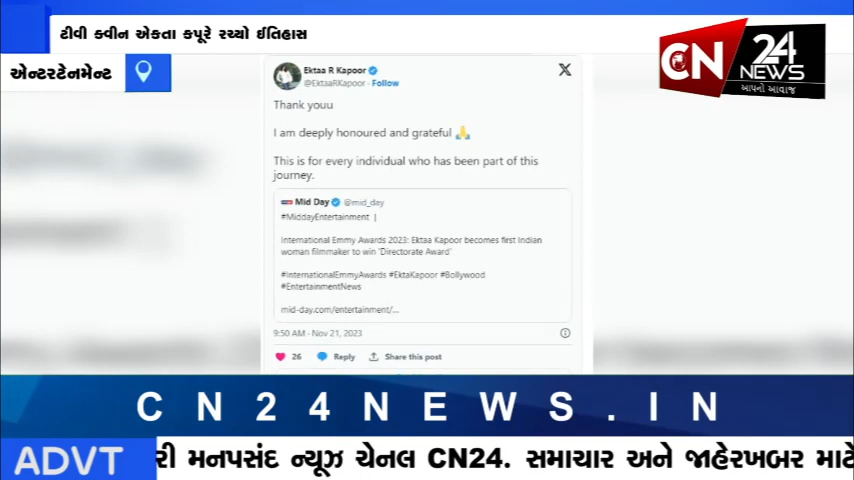 ટીવી ક્વીન એકતા કપૂરે રચ્યો ઈતિહાસ
એન્ટરટેનમેન્ટ
CN 24 NEWS
આપનો અવાજ
Ektaa R Kapoor
@EktaaRKapoor · Follow
X
Thank youu
I am deeply honoured and grateful 🙏
This is for every individual who has been part of this
journey.
Mid Day @mid_day
#MiddayEntertainment |
International Emmy Awards 2023: Ektaa Kapoor becomes first Indian
woman filmmaker to win 'Directorate Award'
#InternationalEmmyAwards #EktaKapoor #Bollywood
#EntertainmentNews
mid-day.com/entertainment/...
9:50 AM · Nov 21, 2023
26 Reply Share this post
CN24NEWS.IN
ADVT
રી મનપસંદ ન્યૂઝ ચેનલ CN24. સમાચાર અને જાહેરખબર માટે